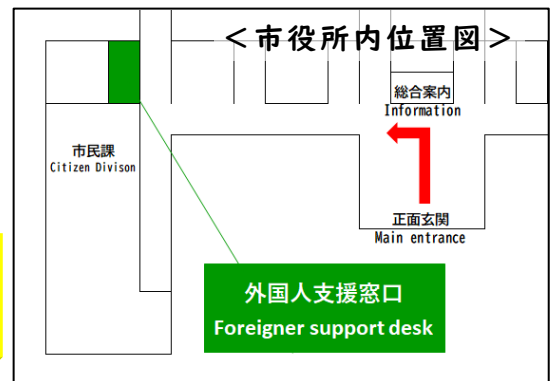 ＜市役所内位置図＞
総合案内
Information
市民課
Citizen Divison
正面玄関
Main entrance
外国人支援窓口
Foreigner support desk